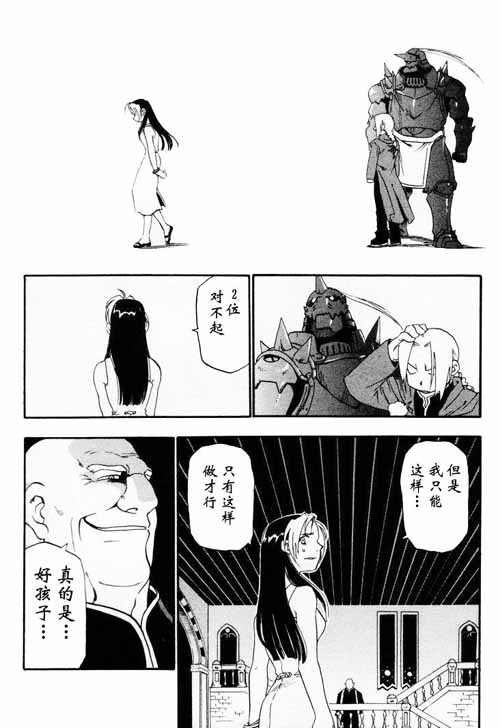 2位
对不起
但是
我只能
这样…
只有这样
做才行
真的是…
好孩子…